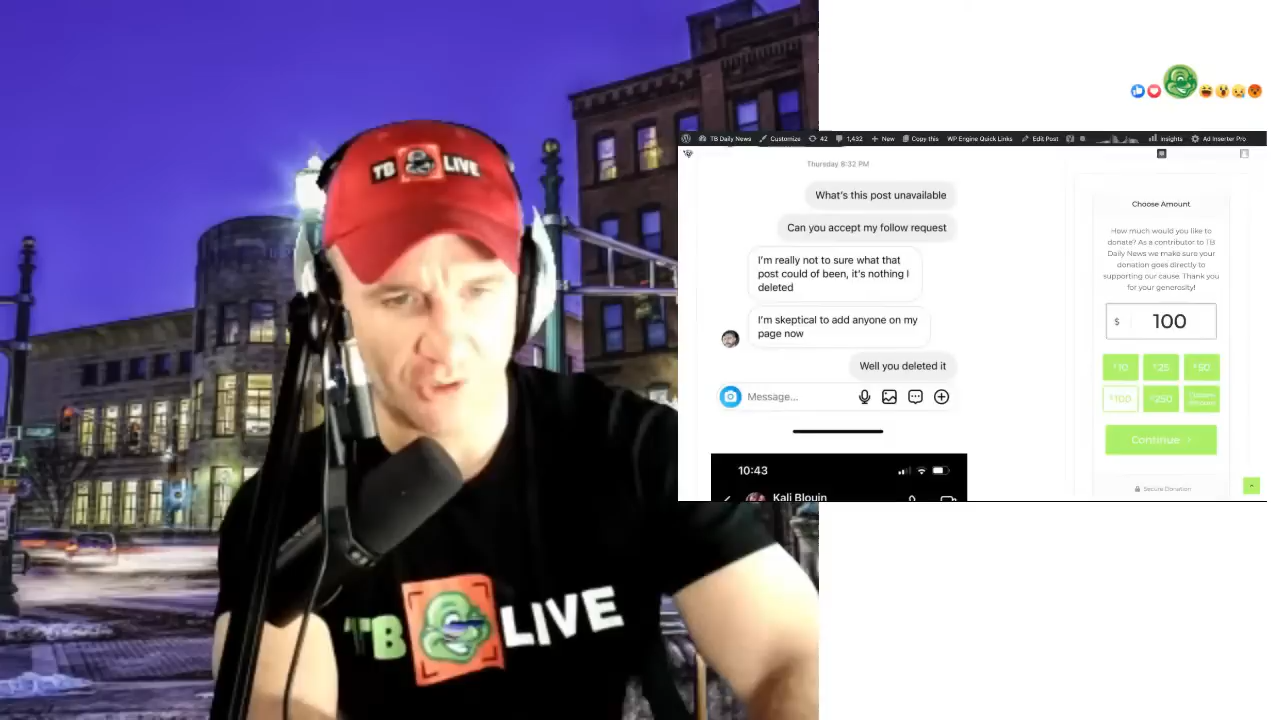 TB LIVE
TB LIVE
TB Daily News Customize 42 1,432 New Copy this WP Engine Quick Links Edit Post Insights Ad Inserter Pro
Thursday 8:32 PM
What's this post unavailable
Can you accept my follow request
I'm really not to sure what that
post could of been, it's nothing I
deleted
I'm skeptical to add anyone on my
page now
Well you deleted it
Message...
10:43
Kali Blouin
Choose Amount
How much would you like to
donate? As a contributor to TB
Daily News we make sure your
donation goes directly to
supporting our cause. Thank you
for your generosity!
$ 100
$10 $25 $50
$100 $250
Continue
Secure Donation